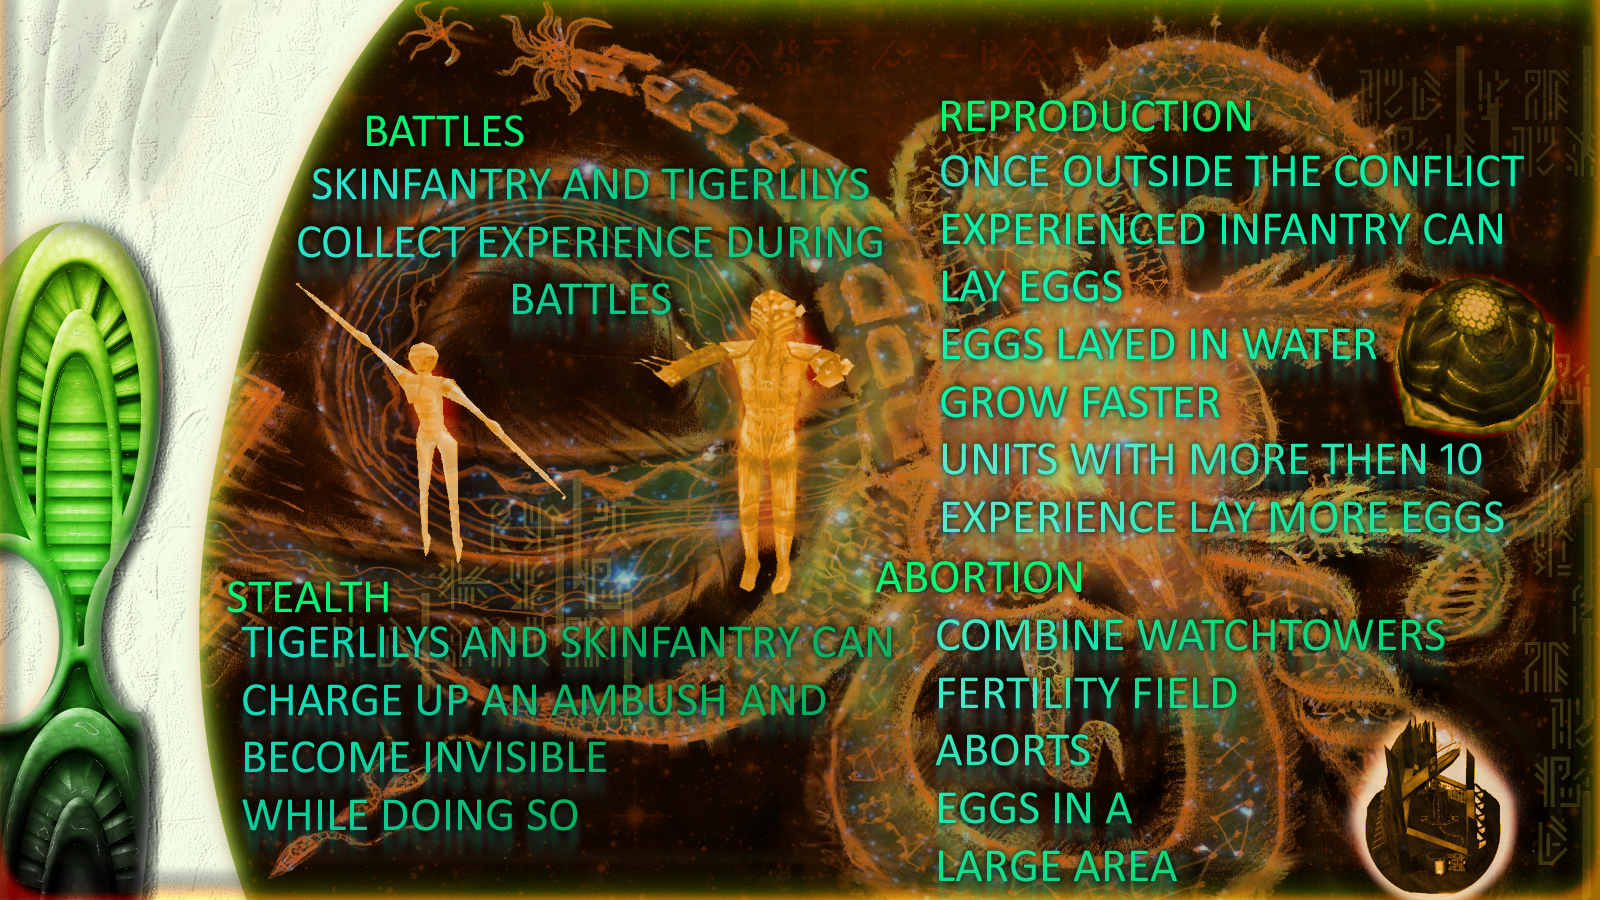 BATTLES
SKINFANTRY AND TIGERLILYS
COLLECT EXPERIENCE DURING
BATTLES
STEALTH
TIGERLILYS AND SKINFANTRY CAN
CHARGE UP AN AMBUSH AND
BECOME INVISIBLE
WHILE DOING SO
REPRODUCTION
ONCE OUTSIDE THE CONFLICT
EXPERIENCED INFANTRY CAN
LAY EGGS
EGGS LAYED IN WATER
GROW FASTER
UNITS WITH MORE THEN 10
EXPERIENCE LAY MORE EGGS
ABORTION
COMBINE WATCHTOWERS
FERTILITY FIELD
ABORTS
EGGS IN A
LARGE AREA